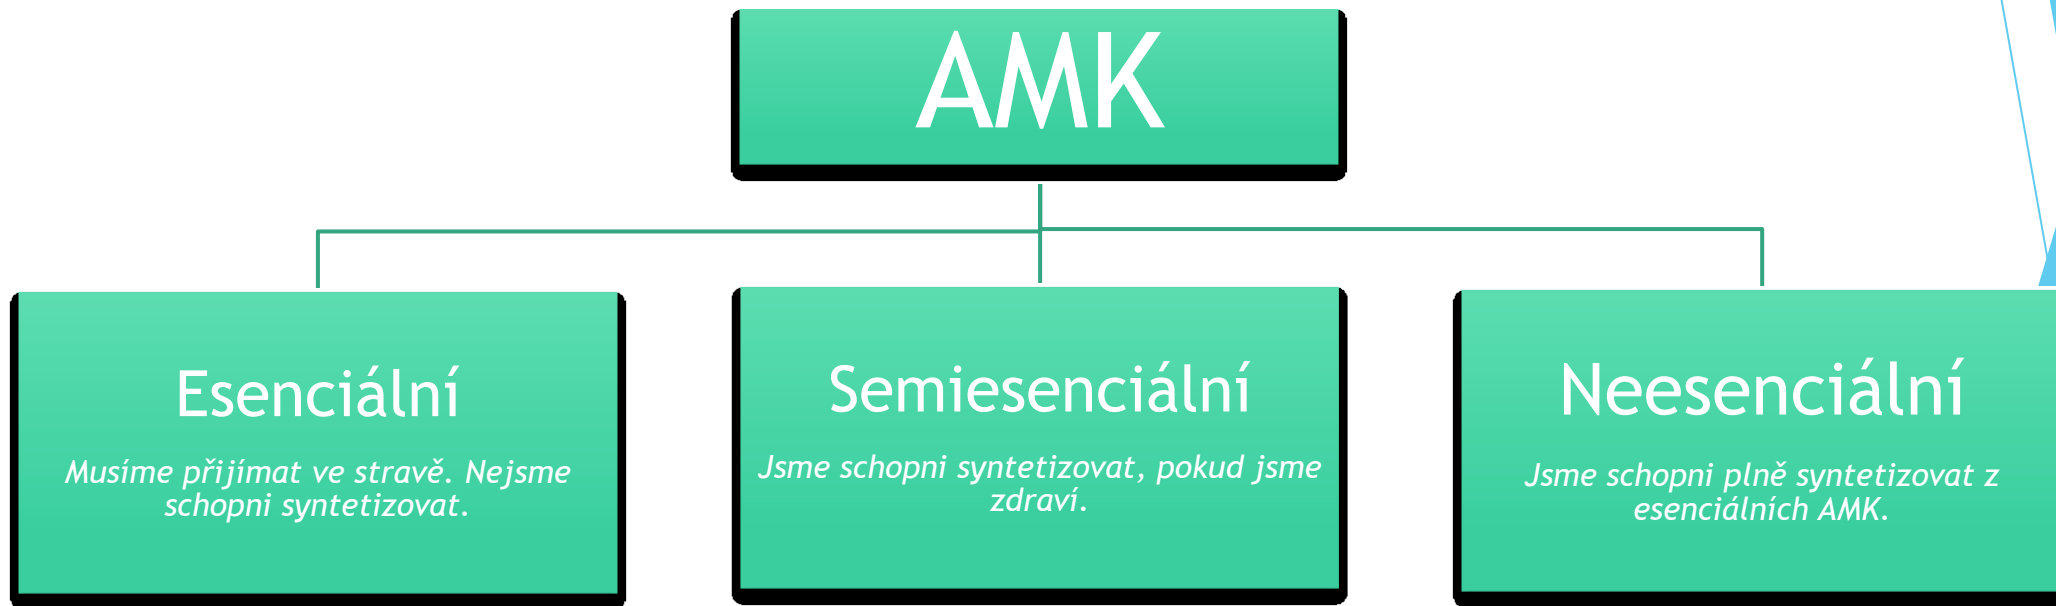 AMK
Esenciální
Musíme přijímat ve stravě. Nejsme
schopni syntetizovat.
Semiesenciální
Jsme schopni syntetizovat, pokud jsme
zdraví.
Neesenciální
Jsme schopni plně syntetizovat z
esenciálních AMK.